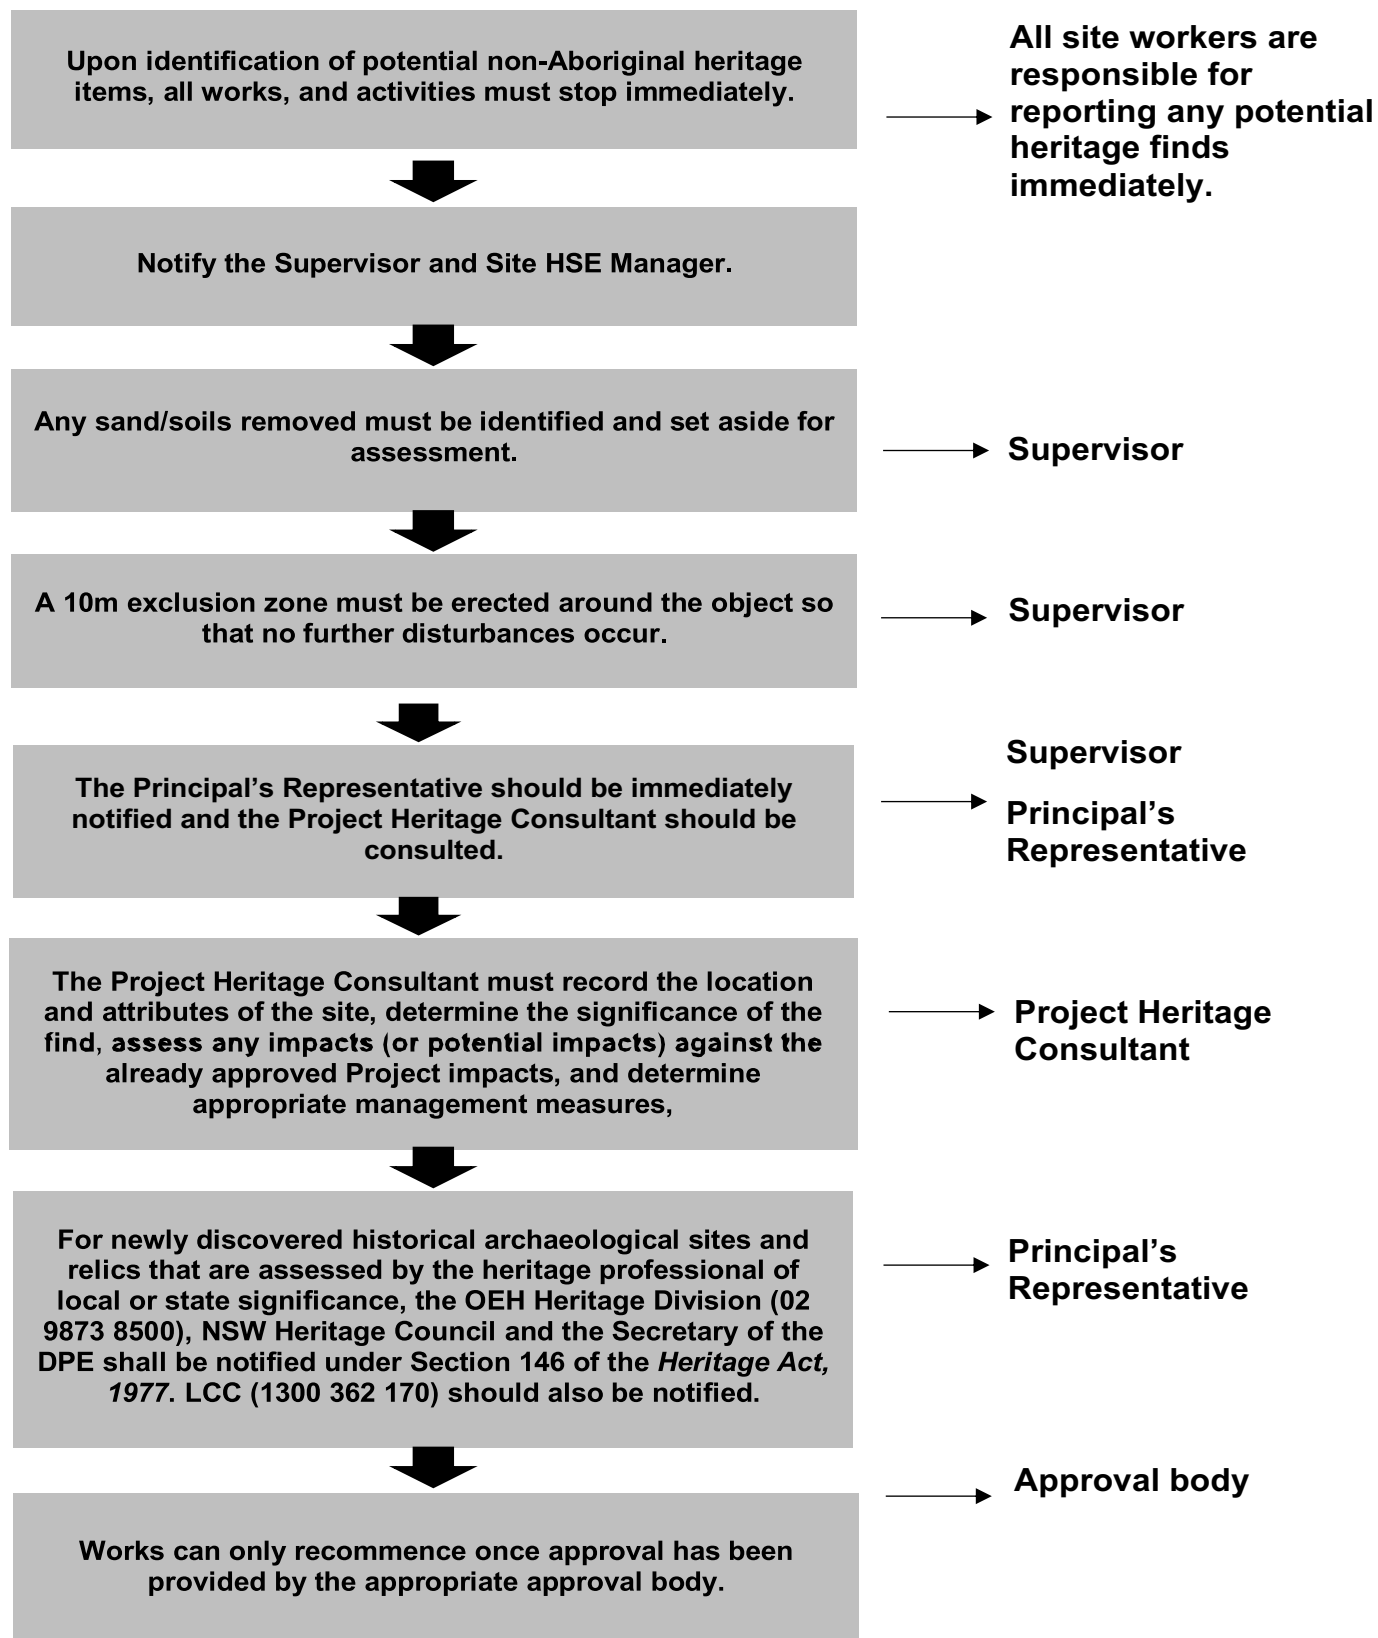 Upon identification of potential non-Aboriginal heritage
items, all works, and activities must stop immediately.
All site workers are
responsible for
reporting any potential
heritage finds
immediately.
Notify the Supervisor and Site HSE Manager.
Any sand/soils removed must be identified and set aside for
assessment.
Supervisor
A 10m exclusion zone must be erected around the object so
that no further disturbances occur.
Supervisor
The Principal’s Representative should be immediately
notified and the Project Heritage Consultant should be
consulted.
Supervisor
Principal’s
Representative
The Project Heritage Consultant must record the location
and attributes of the site, determine the significance of the
find, assess any impacts (or potential impacts) against the
already approved Project impacts, and determine
appropriate management measures,
Project Heritage
Consultant
For newly discovered historical archaeological sites and
relics that are assessed by the heritage professional of
local or state significance, the OEH Heritage Division (02
9873 8500), NSW Heritage Council and the Secretary of the
DPE shall be notified under Section 146 of the Heritage Act,
1977. LCC (1300 362 170) should also be notified.
Principal’s
Representative
Works can only recommence once approval has been
provided by the appropriate approval body.
Approval body